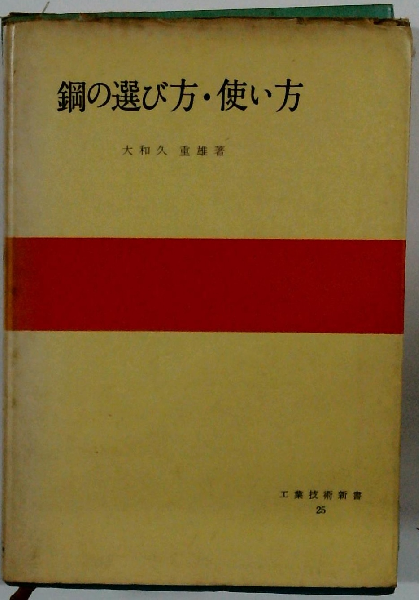 鋼の選び方・使い方
大和久 重雄著
工業技術新書
25